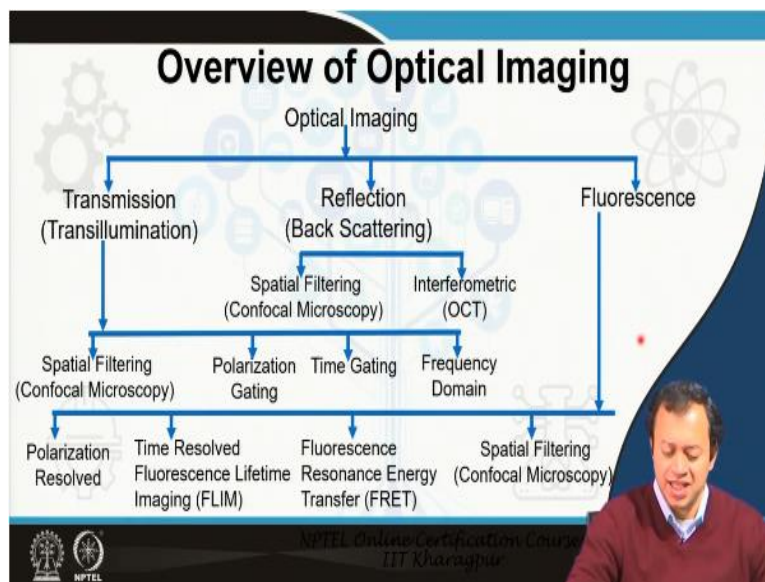 Overview of Optical Imaging
Optical Imaging
Transmission
(Transillumination)
Reflection
(Back Scattering)
Fluorescence
Spatial Filtering
(Confocal Microscopy)
Interferometric
(OCT)
Spatial Filtering
(Confocal Microscopy)
Polarization
Gating
Time Gating
Frequency
Domain
Polarization
Resolved
Time Resolved
Fluorescence Lifetime
Imaging (FLIM)
Fluorescence
Resonance Energy
Transfer (FRET)
Spatial Filtering
(Confocal Microscopy)
NPTEL Online Certification Course
IIT Kharagpur
NPTEL